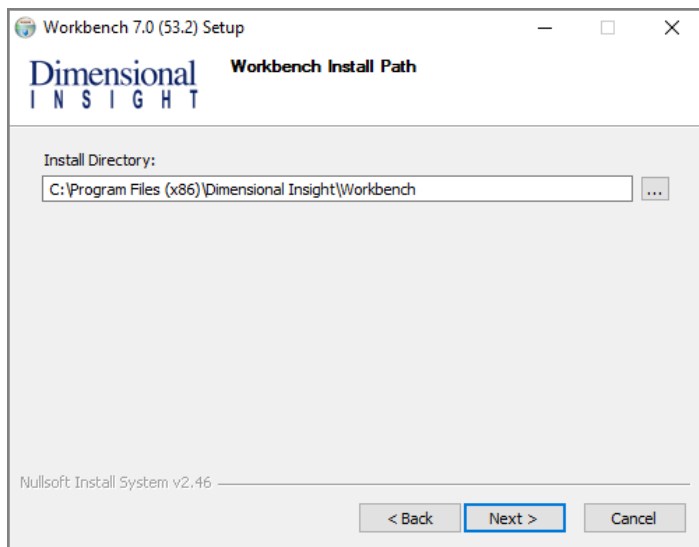 Workbench 7.0 (53.2) Setup
Dimensional
INSIGHT
Workbench Install Path
Install Directory:
C:\Program Files (x86)\Dimensional Insight\Workbench
...
Nullsoft Install System v2.46
< Back
Next >
Cancel